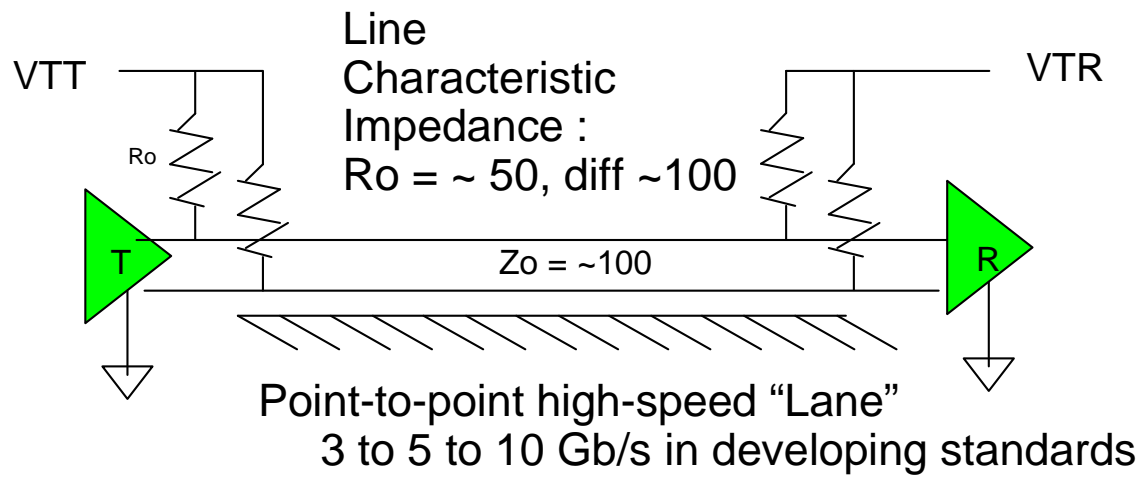 VTT
Line
Characteristic
Impedance :
Ro = ~ 50, diff ~100
VTR
Ro
T
Zo = ~100
R
Point-to-point high-speed “Lane”
3 to 5 to 10 Gb/s in developing standards